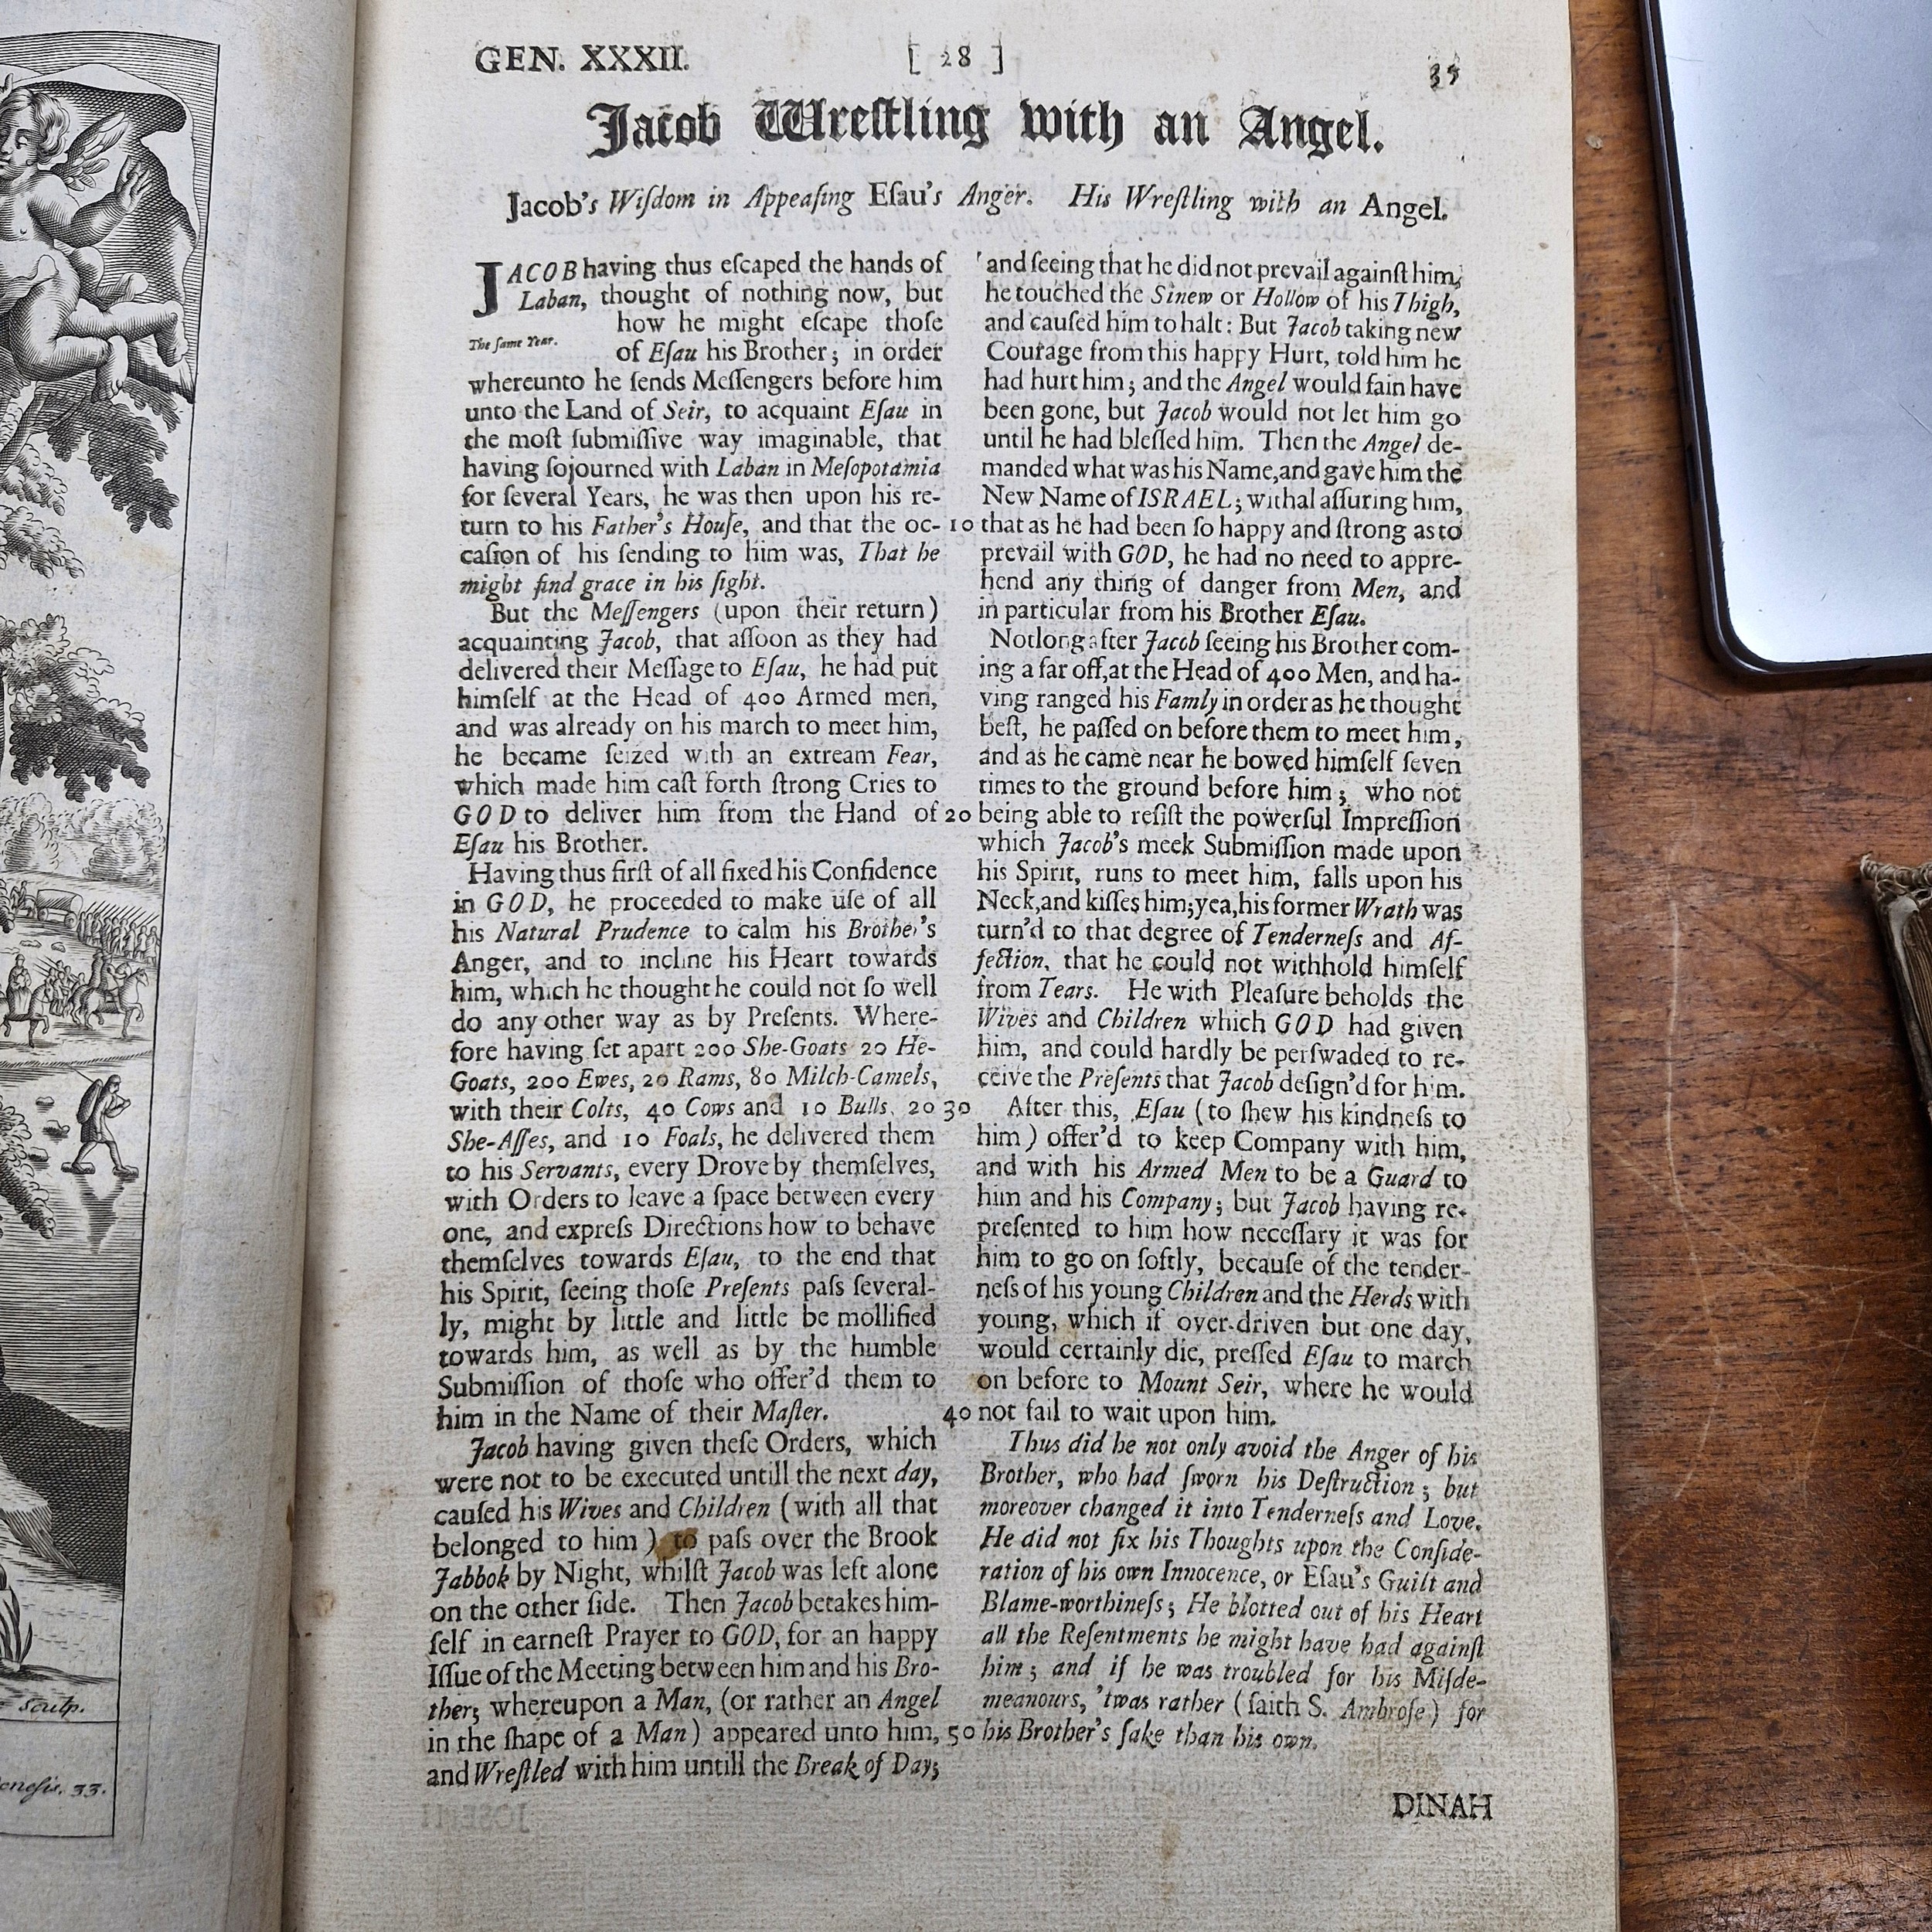 GEN. XXXII.
[ 28 ]
35
Jacob Wreſtling with an Angel.
Jacob's Wiſdom in Appeaſing Eſau's Anger. His Wreſtling with an Angel.
JACOB having thus eſcaped the hands of
Laban, thought of nothing now, but
how he might eſcape thoſe
The ſame Year.
of Eſau his Brother; in order
whereunto he ſends Meſſengers before him
unto the Land of Seir, to acquaint Eſau in
the moſt ſubmiſſive way imaginable, that
having ſojourned with Laban in Meſopotamia
for ſeveral Years, he was then upon his re-
turn to his Father's Houſe, and that the oc-
caſion of his ſending to him was, That he
might find grace in his ſight.
But the Meſſengers (upon their return)
acquainting Jacob, that aſſoon as they had
delivered their Meſſage to Eſau, he had put
himſelf at the Head of 400 Armed men,
and was already on his march to meet him,
he became ſeized with an extream Fear,
which made him caſt forth ſtrong Cries to
GOD to deliver him from the Hand of
Eſau his Brother.
Having thus firſt of all fixed his Confidence
in GOD, he proceeded to make uſe of all
his Natural Prudence to calm his Brother's
Anger, and to incline his Heart towards
him, which he thought he could not ſo well
do any other way as by Preſents. Where-
fore having ſet apart 200 She-Goats 20 He-
Goats, 200 Ewes, 20 Rams, 80 Milch-Camels,
with their Colts, 40 Cows and 10 Bulls, 20
She-Aſſes, and 10 Foals, he delivered them
to his Servants, every Drove by themſelves,
with Orders to leave a ſpace between every
one, and expreſs Directions how to behave
themſelves towards Eſau, to the end that
his Spirit, ſeeing thoſe Preſents paſs ſeveral-
ly, might by little and little be mollified
towards him, as well as by the humble
Submiſſion of thoſe who offer'd them to
him in the Name of their Maſter.
Jacob having given theſe Orders, which
were not to be executed untill the next day,
cauſed his Wives and Children (with all that
belonged to him) to paſs over the Brook
Jabbok by Night, whilſt Jacob was left alone
on the other ſide. Then Jacob betakes him-
ſelf in earneſt Prayer to GOD, for an happy
Iſſue of the Meeting between him and his Bro-
ther; whereupon a Man, (or rather an Angel
in the ſhape of a Man) appeared unto him,
and Wreſtled with him untill the Break of Day;
10
20
30
40
50
and ſeeing that he did not prevail againſt him,
he touched the Sinew or Hollow of his Thigh,
and cauſed him to halt: But Jacob taking new
Courage from this happy Hurt, told him he
had hurt him; and the Angel would fain have
been gone, but Jacob would not let him go
until he had bleſſed him. Then the Angel de-
manded what was his Name, and gave him the
New Name of ISRAEL; withal aſſuring him,
that as he had been ſo happy and ſtrong as to
prevail with GOD, he had no need to appre-
hend any thing of danger from Men, and
in particular from his Brother Eſau.
Not long after Jacob ſeeing his Brother com-
ing a far off, at the Head of 400 Men, and ha-
ving ranged his Famly in order as he thought
beſt, he paſſed on before them to meet him,
and as he came near he bowed himſelf ſeven
times to the ground before him; who not
being able to reſiſt the powerful Impreſſion
which Jacob's meek Submiſſion made upon
his Spirit, runs to meet him, falls upon his
Neck, and kiſſes him; yea, his former Wrath was
turn'd to that degree of Tenderneſs and Af-
fection, that he could not withhold himſelf
from Tears. He with Pleaſure beholds the
Wives and Children which GOD had given
him, and could hardly be perſwaded to re-
ceive the Preſents that Jacob deſign'd for him.
After this, Eſau (to ſhew his kindneſs to
him) offer'd to keep Company with him,
and with his Armed Men to be a Guard to
him and his Company; but Jacob having re-
preſented to him how neceſſary it was for
him to go on ſoftly, becauſe of the tender-
neſs of his young Children and the Herds with
young, which if over-driven but one day,
would certainly die, preſſed Eſau to march
on before to Mount Seir, where he would
not fail to wait upon him.
Thus did he not only avoid the Anger of his
Brother, who had ſworn his Deſtruction; but
moreover changed it into Tenderneſs and Love.
He did not fix his Thoughts upon the Conſide-
ration of his own Innocence, or Eſau's Guilt and
Blame-worthineſs; He blotted out of his Heart
all the Reſentments he might have had againſt
him; and if he was troubled for his Miſde-
meanours, 'twas rather (ſaith S. Ambroſe) for
his Brother's ſake than his own.
DINAH
sculp.
33.